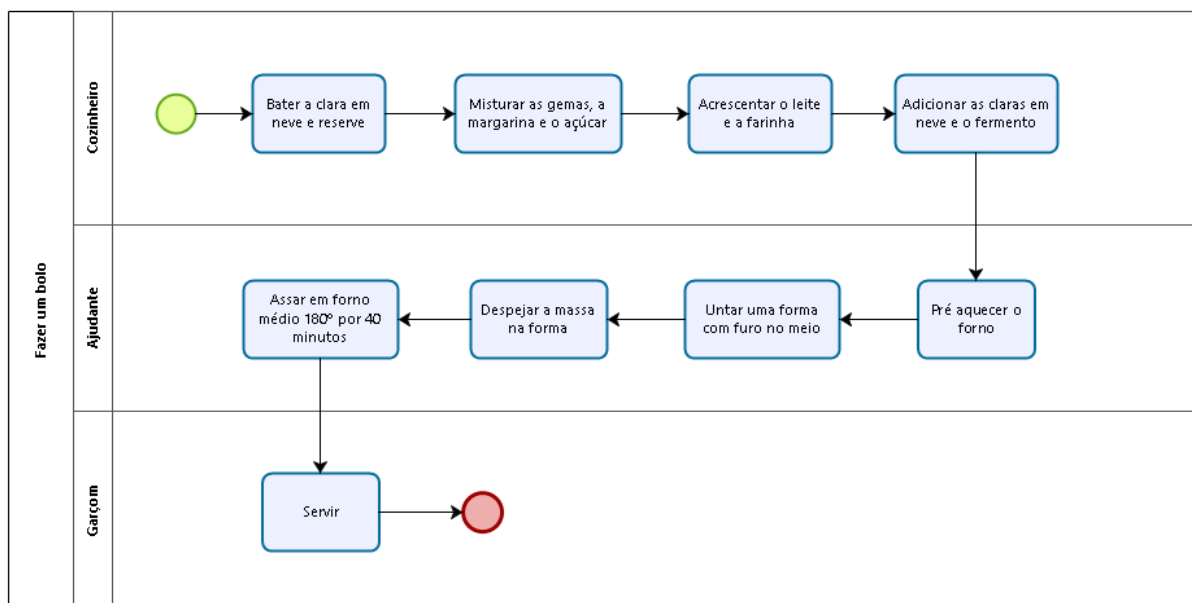 Fazer um bolo
Cozinheiro
Bater a clara em
neve e reserve
Misturar as gemas, a
margarina e o açúcar
Acrescentar o leite
e a farinha
Adicionar as claras em
neve e o fermento
Ajudante
Pré aquecer o
forno
Untar uma forma
com furo no meio
Despejar a massa
na forma
Assar em forno
médio 180º por 40
minutos
Garçom
Servir